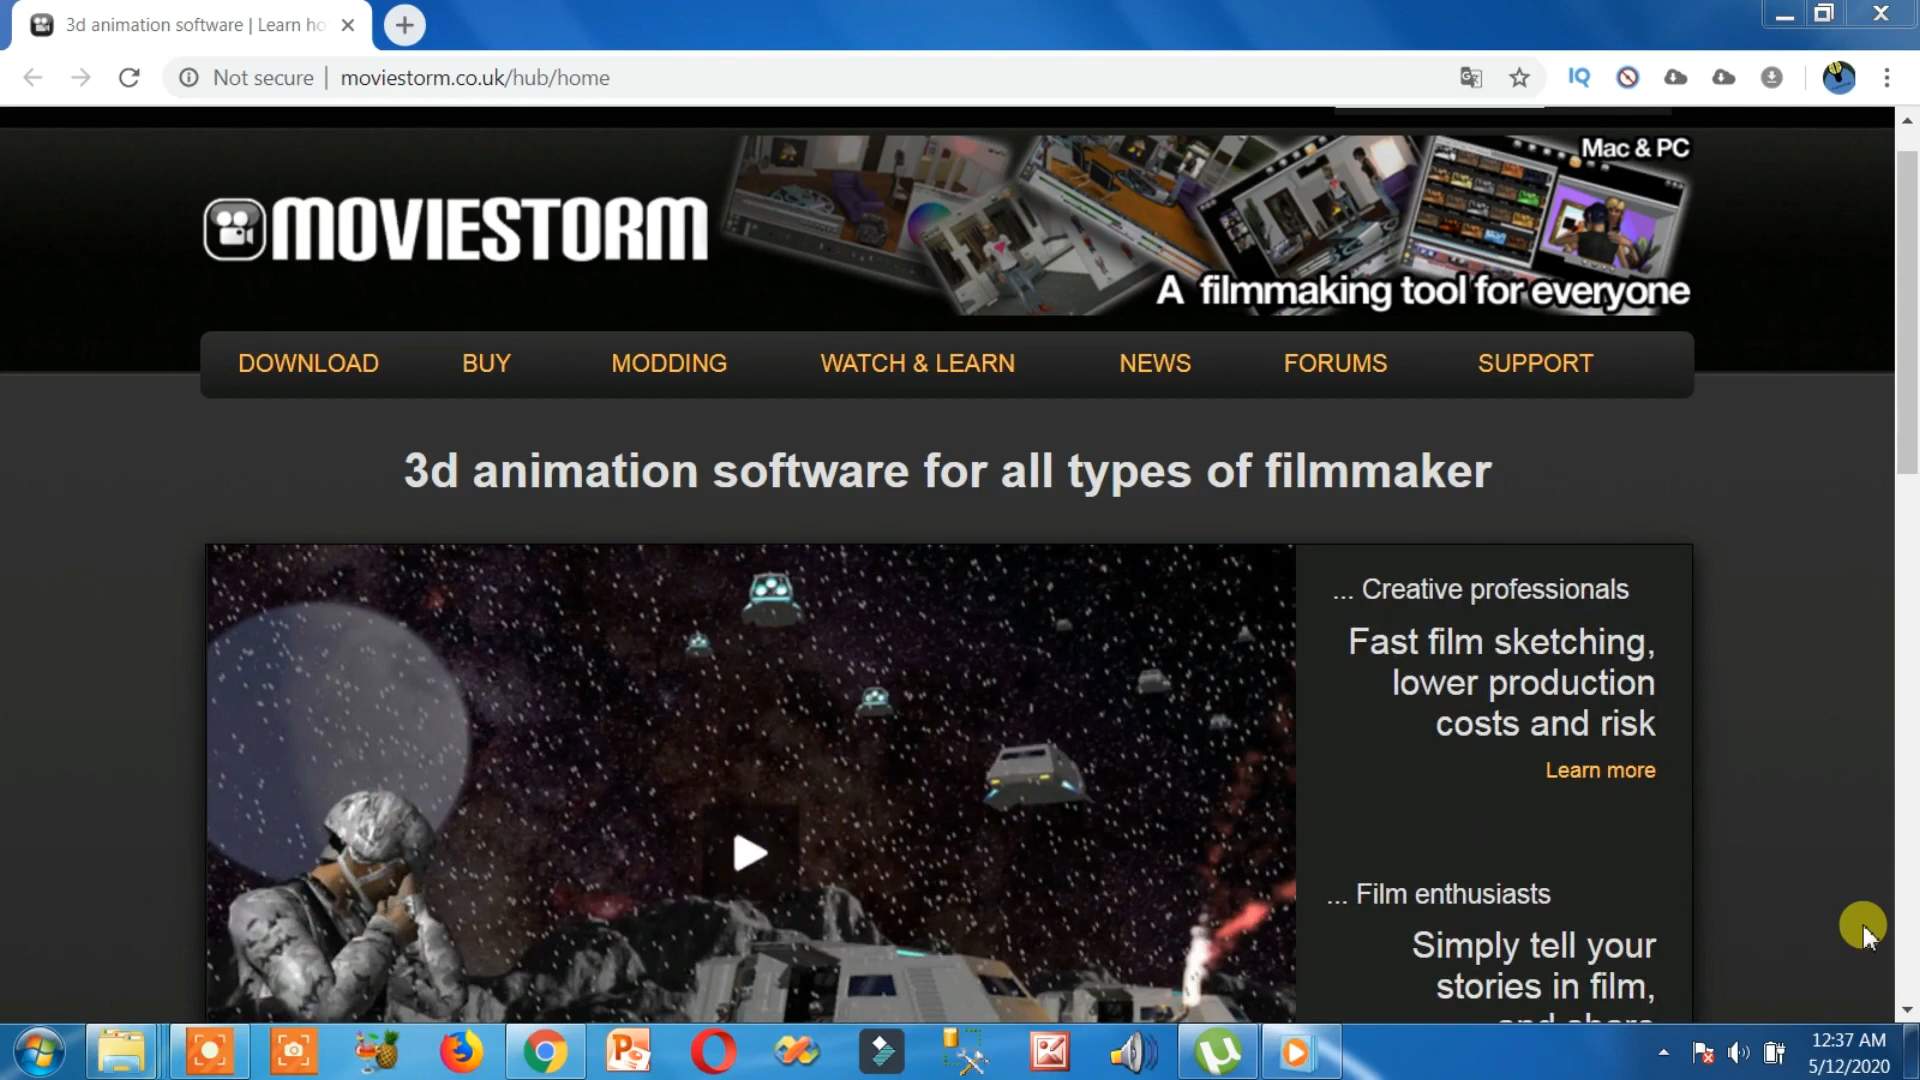 3d animation software | Learn ho
Not secure | moviestorm.co.uk/hub/home
IQ
Mac & PC
MOVIESTORM
A filmmaking tool for everyone
DOWNLOAD BUY MODDING WATCH & LEARN NEWS FORUMS SUPPORT
3d animation software for all types of filmmaker
... Creative professionals
Fast film sketching,
lower production
costs and risk
Learn more
... Film enthusiasts
Simply tell your
stories in film,
and share
12:37 AM
5/12/2020